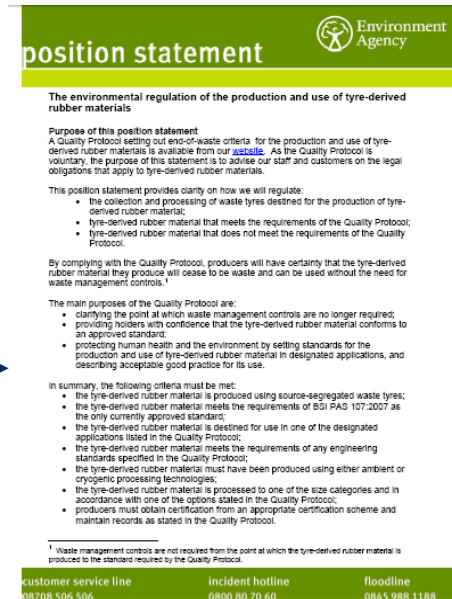 position statement
Environment
Agency
The environmental regulation of the production and use of tyre-derived
rubber materials
Purpose of this position statement
A Quality Protocol setting out end-of-waste criteria for the production and use of tyre-
derived rubber materials is available from our website. As the Quality Protocol is
voluntary, the purpose of this statement is to advise our staff and customers on the legal
obligations that apply to tyre-derived rubber materials.
This position statement provides clarity on how we will regulate:
• the collection and processing of waste tyres destined for the production of tyre-
derived rubber material;
• tyre-derived rubber material that meets the requirements of the Quality Protocol;
• tyre-derived rubber material that does not meet the requirements of the Quality
Protocol.
By complying with the Quality Protocol, producers will have certainty that the tyre-derived
rubber material they produce will cease to be waste and can be used without the need for
waste management controls.1
The main purposes of the Quality Protocol are:
• clarifying the point at which waste management controls are no longer required;
• providing holders with confidence that the tyre-derived rubber material conforms to
an approved standard;
• protecting human health and the environment by setting standards for the
production and use of tyre-derived rubber material in designated applications, and
describing acceptable good practice for its use.
In summary, the following criteria must be met:
• the tyre-derived rubber material is produced using source-segregated waste tyres;
• the tyre-derived rubber material meets the requirements of BSI PAS 107:2007 as
the only currently approved standard;
• the tyre-derived rubber material is destined for use in one of the designated
applications listed in the Quality Protocol;
• the tyre-derived rubber material meets the requirements of any engineering
standards specified in the Quality Protocol;
• the tyre-derived rubber material must have been produced using either ambient or
cryogenic processing technologies;
• the tyre-derived rubber material is processed to one of the size categories and in
accordance with one of the options stated in the Quality Protocol;
• producers must obtain certification from an appropriate certification scheme and
maintain records as stated in the Quality Protocol.
1 Waste management controls are not required from the point at which the tyre-derived rubber material is
produced to the standard required by the Quality Protocol.
customer service line incident hotline floodline
08708 506 506 0800 80 70 60 0845 988 1188